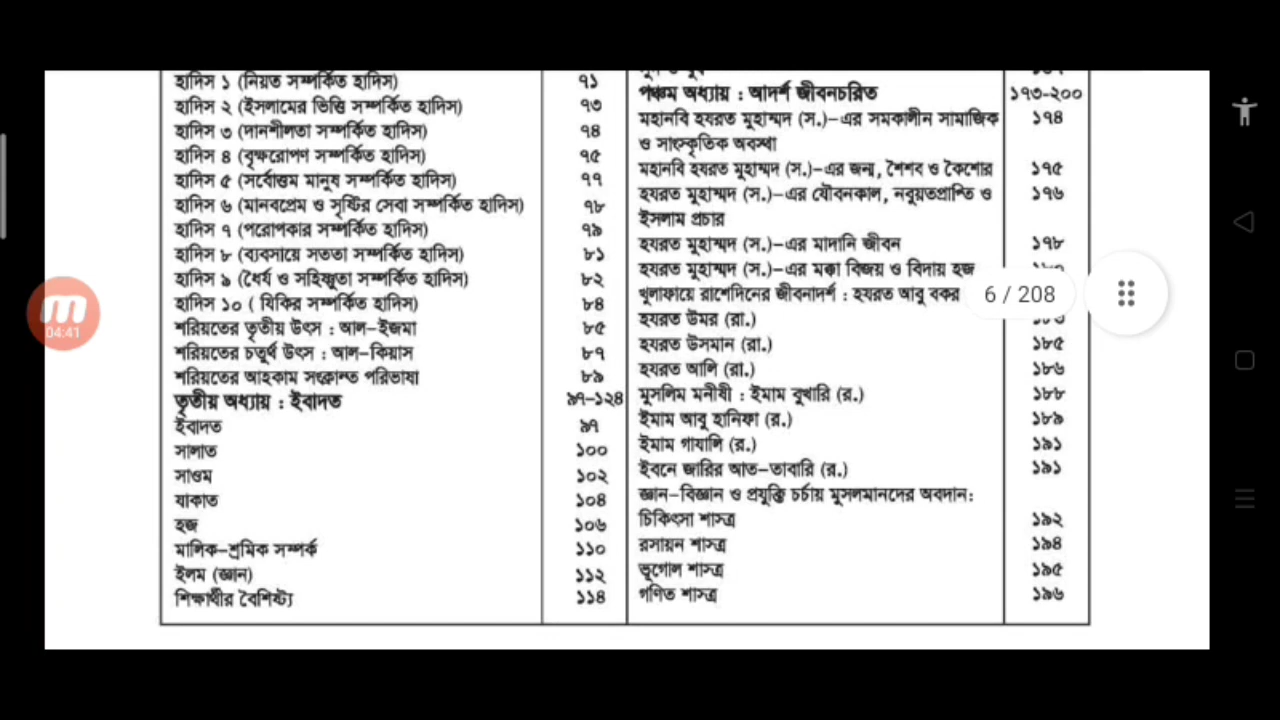 হাদিস ১ (নিয়ত সম্পর্কিত হাদিস) ৭১
হাদিস ২ (ইসলামের ভিত্তি সম্পর্কিত হাদিস) ৭৩
হাদিস ৩ (দানশীলতা সম্পর্কিত হাদিস) ৭৪
হাদিস ৪ (বৃক্ষরোপণ সম্পর্কিত হাদিস) ৭৫
হাদিস ৫ (সর্বোত্তম মানুষ সম্পর্কিত হাদিস) ৭৭
হাদিস ৬ (মানবপ্রেম ও সৃষ্টির সেবা সম্পর্কিত হাদিস) ৭৮
হাদিস ৭ (পরোপকার সম্পর্কিত হাদিস) ৭৯
হাদিস ৮ (ব্যবসায়ে সততা সম্পর্কিত হাদিস) ৮১
হাদিস ৯ (ধৈর্য ও সহিষ্ণুতা সম্পর্কিত হাদিস) ৮২
হাদিস ১০ ( যিকির সম্পর্কিত হাদিস) ৮৪
শরিয়তের তৃতীয় উৎস : আল-ইজমা ৮৫
শরিয়তের চতুর্থ উৎস : আল-কিয়াস ৮৭
শরিয়তের আহকাম সংক্রান্ত পরিভাষা ৮৯
তৃতীয় অধ্যায় : ইবাদত ৯৭-১২৪
ইবাদত ৯৭
সালাত ১০০
সাওম ১০২
যাকাত ১০৪
হজ ১০৬
মালিক-শ্রমিক সম্পর্ক ১১০
ইলম (জ্ঞান) ১১২
শিক্ষার্থীর বৈশিষ্ট্য ১১৪
পঞ্চম অধ্যায় : আদর্শ জীবনচরিত ১৭৩-২০০
মহানবি হযরত মুহাম্মদ (স.)-এর সমকালীন সামাজিক ১৭৪
ও সাংস্কৃতিক অবস্থা
মহানবি হযরত মুহাম্মদ (স.)-এর জন্ম, শৈশব ও কৈশোর ১৭৫
হযরত মুহাম্মদ (স.)-এর যৌবনকাল, নবুয়তপ্রাপ্তি ও ১৭৬
ইসলাম প্রচার
হযরত মুহাম্মদ (স.)-এর মাদানি জীবন ১৭৮
হযরত মুহাম্মদ (স.)-এর মক্কা বিজয় ও বিদায় হজ
খুলাফায়ে রাশেদিনের জীবনাদর্শ : হযরত আবু বকর
হযরত উমর (রা.)
হযরত উসমান (রা.) ১৮৫
হযরত আলি (রা.) ১৮৬
মুসলিম মনীষী : ইমাম বুখারি (র.) ১৮৮
ইমাম আবু হানিফা (র.) ১৮৯
ইমাম গাযালি (র.) ১৯১
ইবনে জারির আত-তাবারি (র.) ১৯১
জ্ঞান-বিজ্ঞান ও প্রযুক্তি চর্চায় মুসলমানদের অবদান:
চিকিৎসা শাস্ত্র ১৯২
রসায়ন শাস্ত্র ১৯৪
ভূগোল শাস্ত্র ১৯৫
গণিত শাস্ত্র ১৯৬
6 / 208
04:41